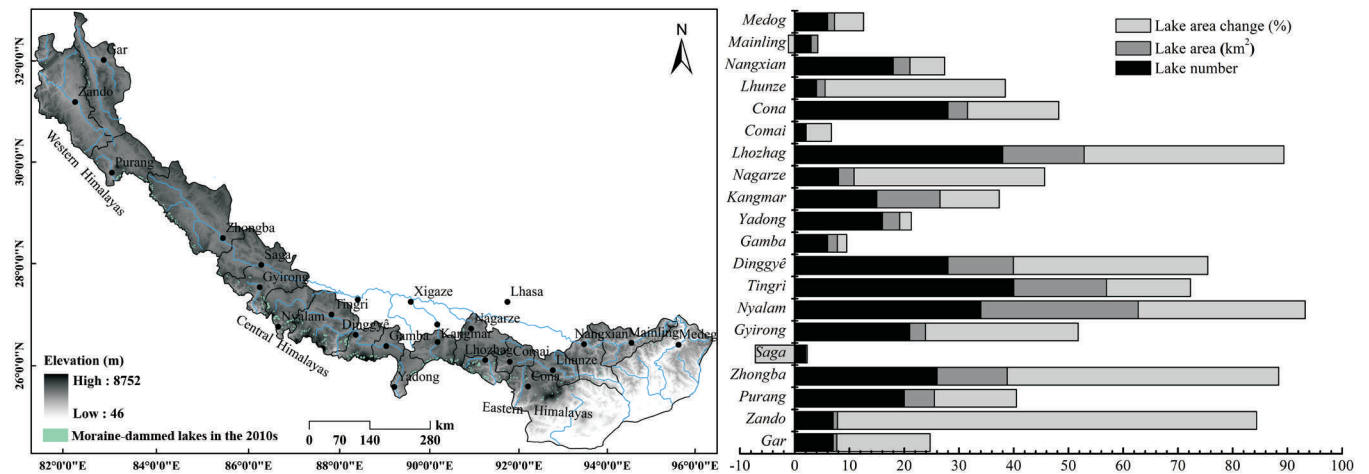 N
Gar
32°0'0"N
Zando
30°0'0"N
Purang
Western Himalayas
Zhongba
28°0'0"N
Saga
Gyirong
Tingri
Xigaze
Lhasa
Nyalam
Nagarze
Dinggyê
Central Himalayas
Gamba
Kangmar
Nangxian
Mainling
Medeg
Lhozhag
Comai
Lhunze
26°0'0"N
Yadong
Cona
Eastern Himalayas
Elevation (m)
High : 8752
Low : 46
Moraine-dammed lakes in the 2010s
km
0 70 140 280
82°0'0"E 84°0'0"E 86°0'0"E 88°0'0"E 90°0'0"E 92°0'0"E 94°0'0"E 96°0'0"E
Lake area change (%)
Lake area (km²)
Lake number
Medog
Mainling
Nangxian
Lhunze
Cona
Comai
Lhozhag
Nagarze
Kangmar
Yadong
Gamba
Dinggyê
Tingri
Nyalam
Gyirong
Saga
Zhongba
Purang
Zando
Gar
-10 0 10 20 30 40 50 60 70 80 90 100